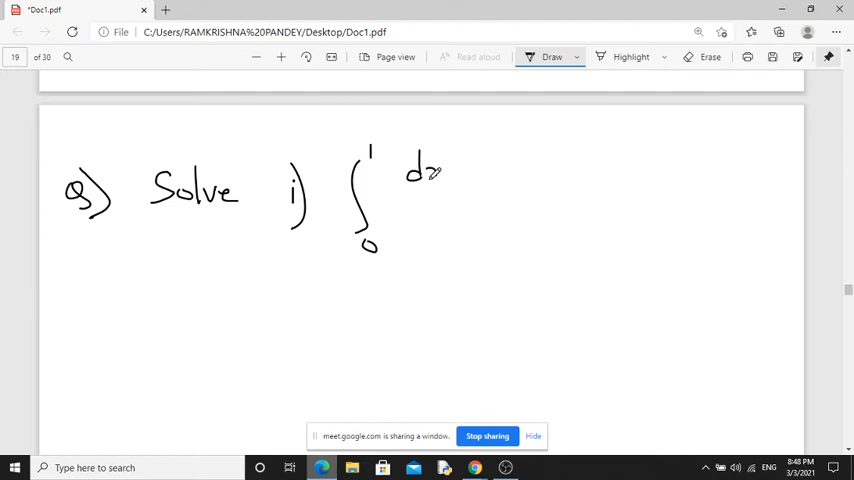 *Doc1.pdf
File C:/Users/RAMKRISHNA%20PANDEY/Desktop/Doc1.pdf
19 of 30 Page view Read aloud Draw Highlight Erase
Q) Solve i) ∫₀¹ dx
meet.google.com is sharing a window. Stop sharing Hide
Type here to search
ENG
8:48 PM
3/3/2021